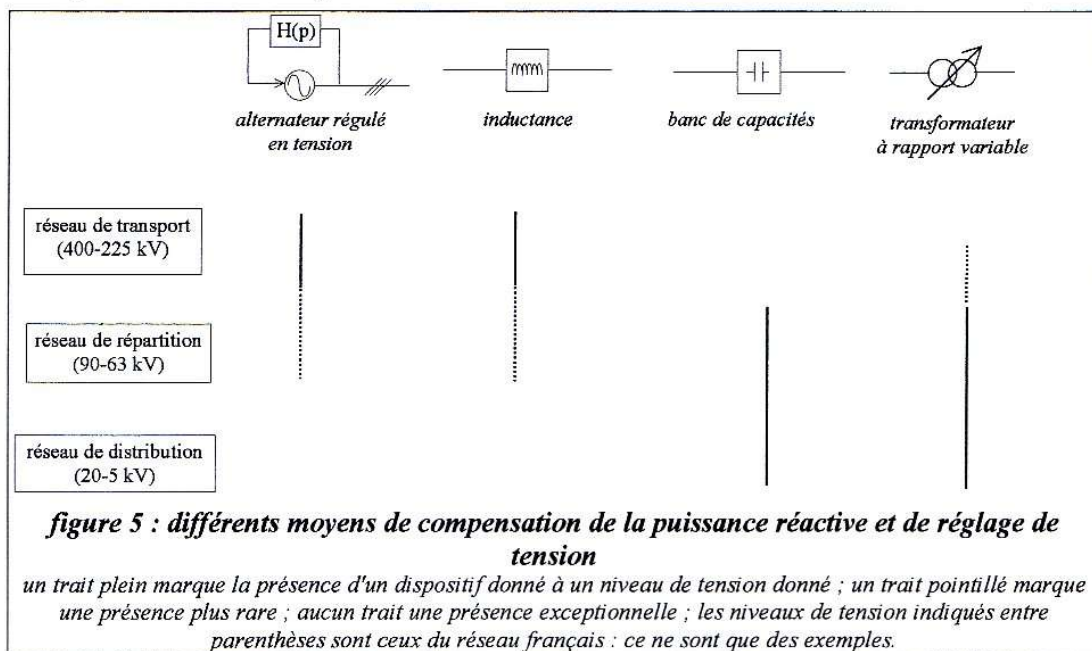 H(p)
alternateur régulé
en tension
inductance
banc de capacités
transformateur
à rapport variable
réseau de transport
(400-225 kV)
réseau de répartition
(90-63 kV)
réseau de distribution
(20-5 kV)
figure 5 : différents moyens de compensation de la puissance réactive et de réglage de
tension
un trait plein marque la présence d'un dispositif donné à un niveau de tension donné ; un trait pointillé marque
une présence plus rare ; aucun trait une présence exceptionnelle ; les niveaux de tension indiqués entre
parenthèses sont ceux du réseau français : ce ne sont que des exemples.